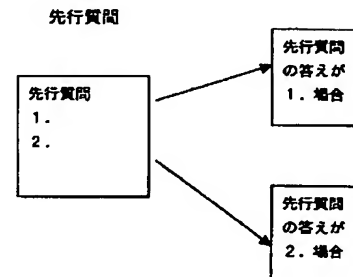 先行質問
先行質問
1.
2.
先行質問
の答えが
1. 場合
先行質問
の答えが
2. 場合